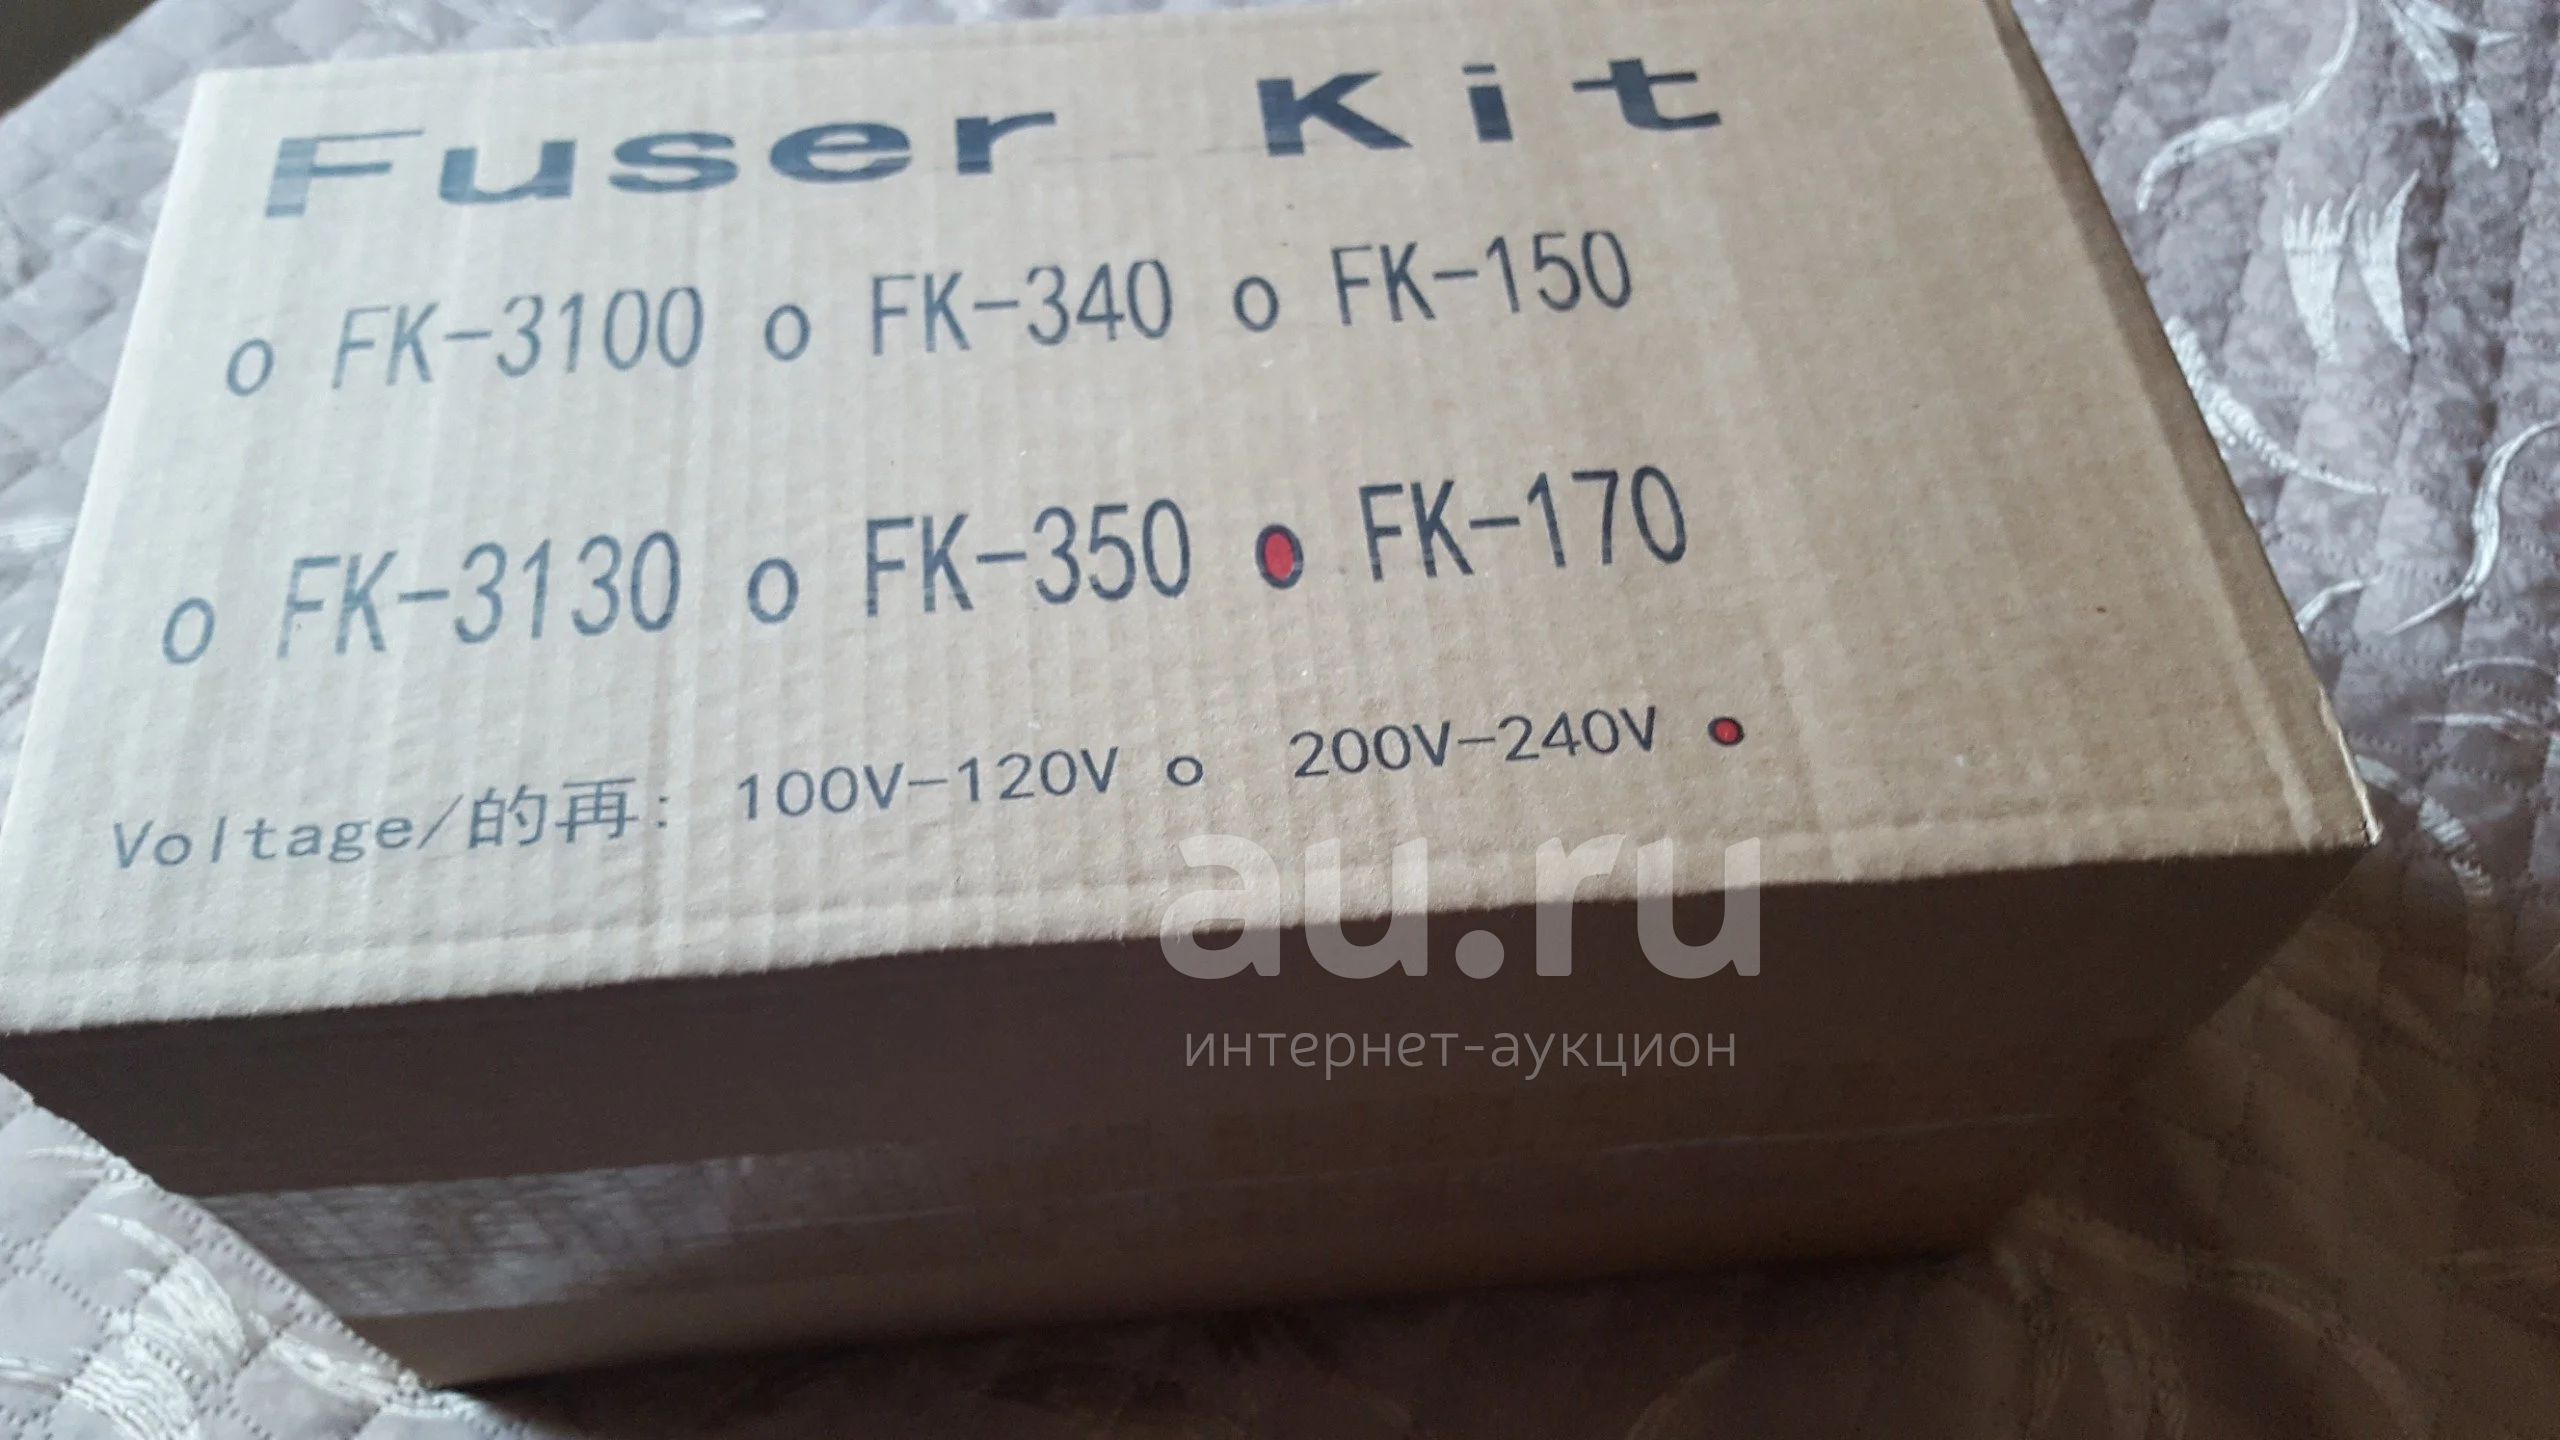 Fuser Kit
o FK-3100 o FK-340 o FK-150
o FK-3130 o FK-350 o FK-170
Voltage/的再: 100V-120V o 200V-240V o
au.ru
интернет-аукцион